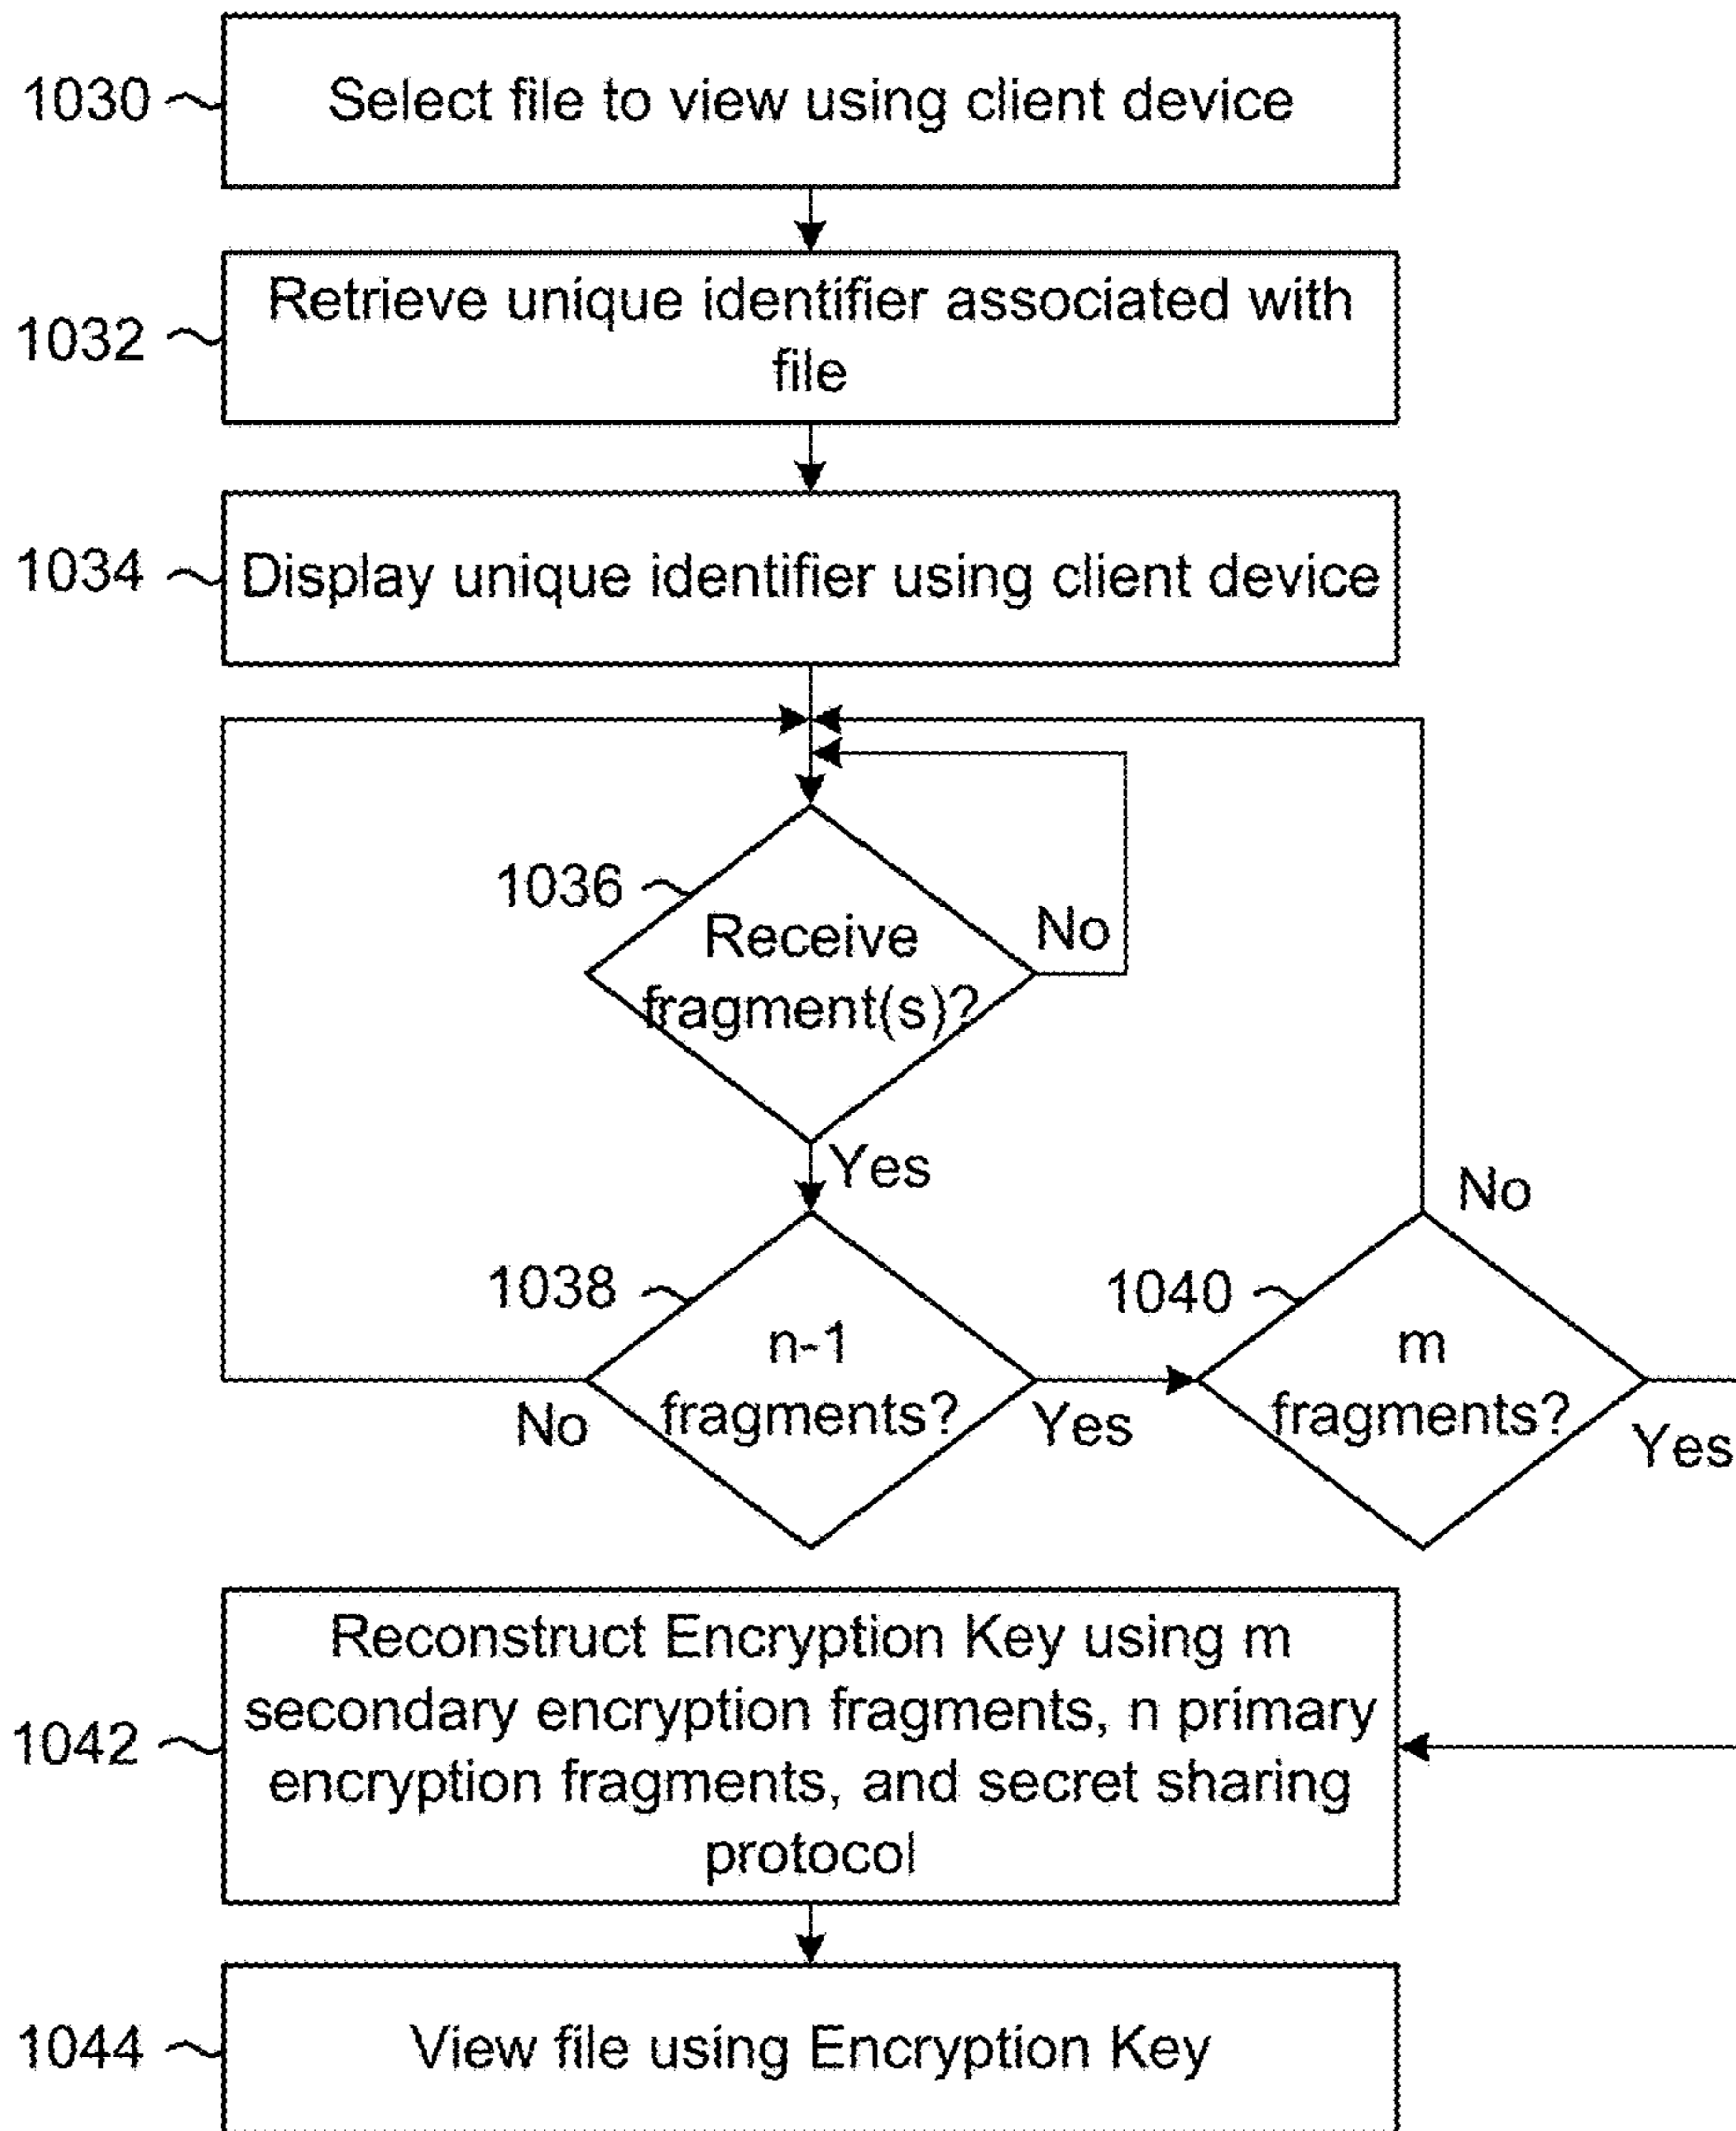 1030
Select file to view using client device
1032
Retrieve unique identifier associated with
file
1034
Display unique identifier using client device
1036
Receive
fragment(s)?
No
Yes
1038
n-1
fragments?
No
Yes
1040
m
fragments?
No
Yes
1042
Reconstruct Encryption Key using m
secondary encryption fragments, n primary
encryption fragments, and secret sharing
protocol
1044
View file using Encryption Key